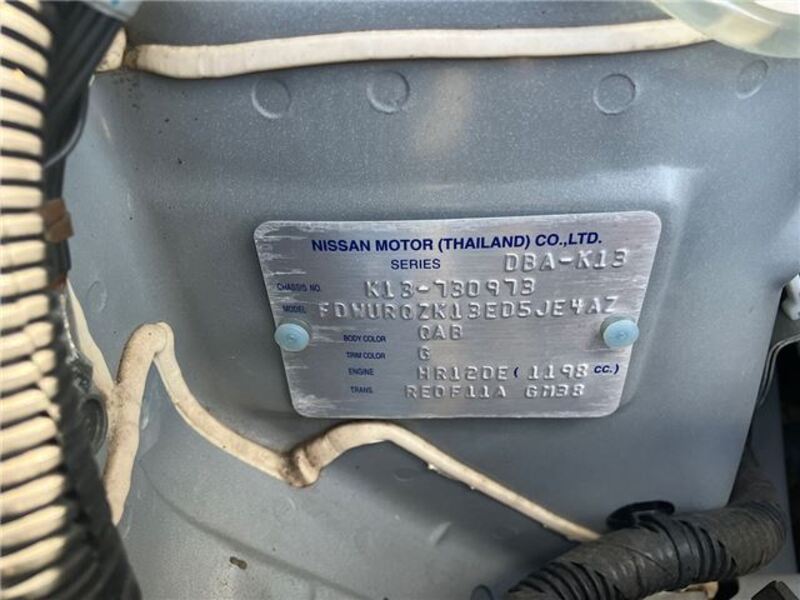 NISSAN MOTOR (THAILAND) CO.,LTD.
SERIES DBA-K13
CHASSIS NO. K13-730973
MODEL FDWURQZK13ED5JE4AZ
BODY COLOR QAB
TRIM COLOR G
ENGINE HR12DE ( 1198 CC. )
TRANS. RE0F11A GM38